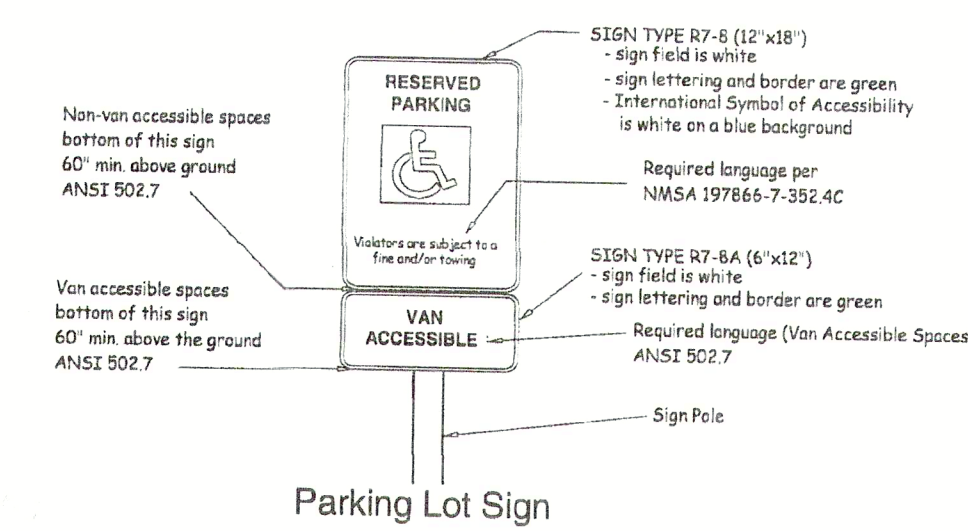 SIGN TYPE R7-8 (12"x18")
- sign field is white
- sign lettering and border are green
- International Symbol of Accessibility
is white on a blue background
RESERVED
PARKING
Non-van accessible spaces
bottom of this sign
60" min. above ground
ANSI 502.7
Required language per
NMSA 197866-7-352.4C
Violators are subject to a
fine and/or towing
SIGN TYPE R7-8A (6"x12")
- sign field is white
- sign lettering and border are green
Van accessible spaces
bottom of this sign
60" min. above the ground
ANSI 502.7
VAN
ACCESSIBLE
Required language (Van Accessible Spaces
ANSI 502.7
Sign Pole
Parking Lot Sign